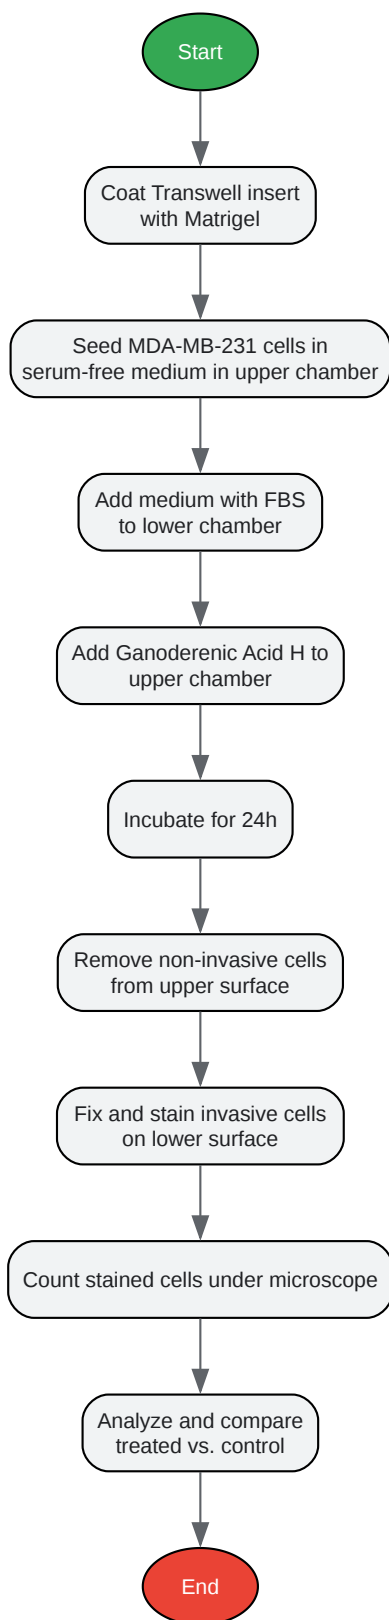 Start
Coat Transwell insert
with Matrigel
Seed MDA-MB-231 cells in
serum-free medium in upper chamber
Add medium with FBS
to lower chamber
Add Ganoderenic Acid H to
upper chamber
Incubate for 24h
Remove non-invasive cells
from upper surface
Fix and stain invasive cells
on lower surface
Count stained cells under microscope
Analyze and compare
treated vs. control
End